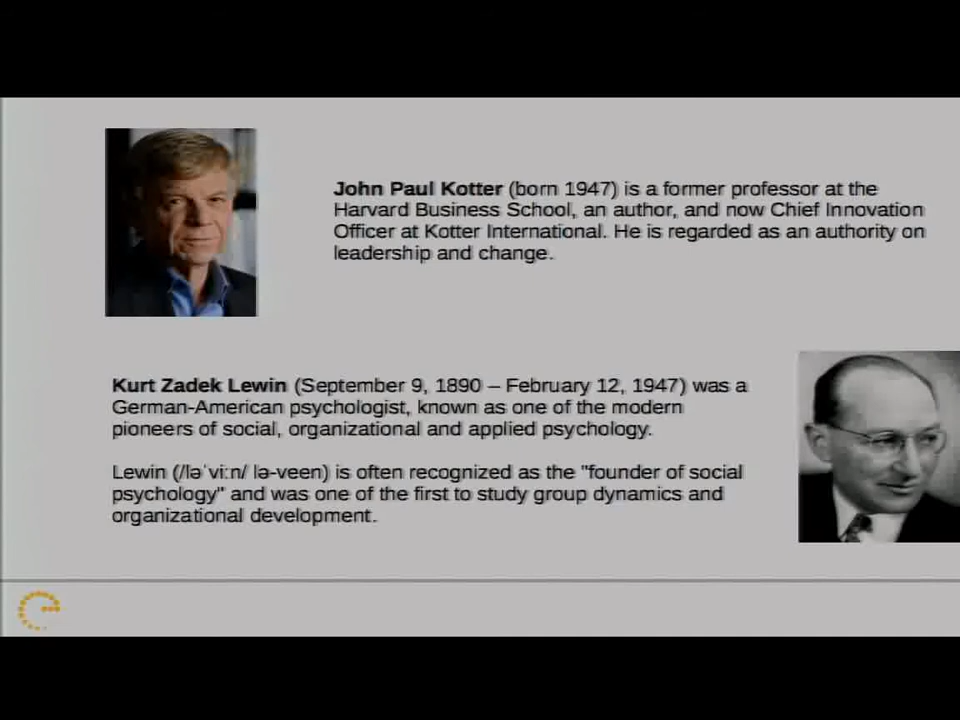 John Paul Kotter (born 1947) is a former professor at the
Harvard Business School, an author, and now Chief Innovation
Officer at Kotter International. He is regarded as an authority on
leadership and change.
Kurt Zadek Lewin (September 9, 1890 – February 12, 1947) was a
German-American psychologist, known as one of the modern
pioneers of social, organizational and applied psychology.
Lewin (/ləˈviːn/ lə-veen) is often recognized as the "founder of social
psychology" and was one of the first to study group dynamics and
organizational development.